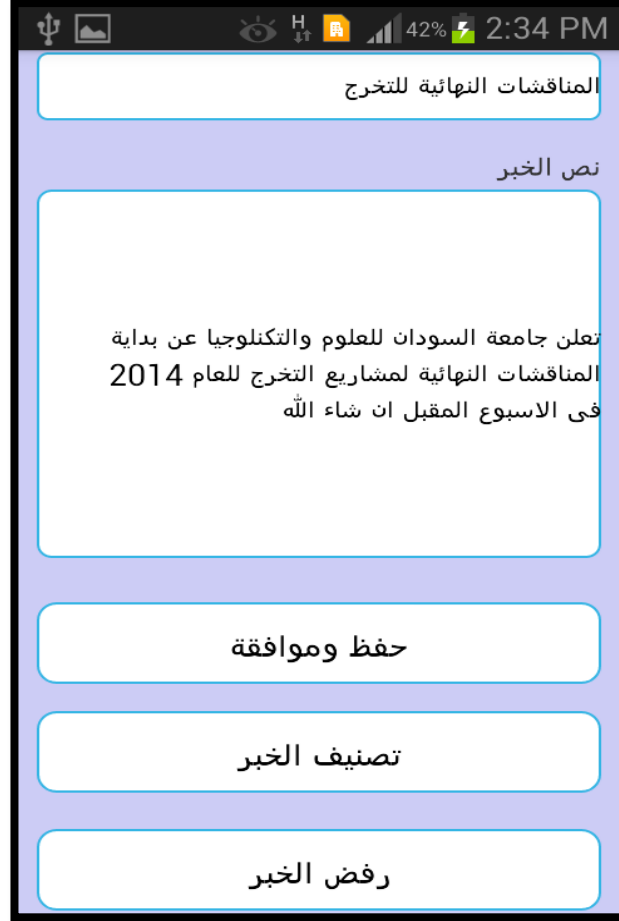 H 42% 2:34 PM
المناقشات النهائية للتخرج
نص الخبر
تعلن جامعة السودان للعلوم والتكنلوجيا عن بداية
المناقشات النهائية لمشاريع التخرج للعام 2014
فى الاسبوع المقبل ان شاء الله
حفظ وموافقة
تصنيف الخبر
رفض الخبر